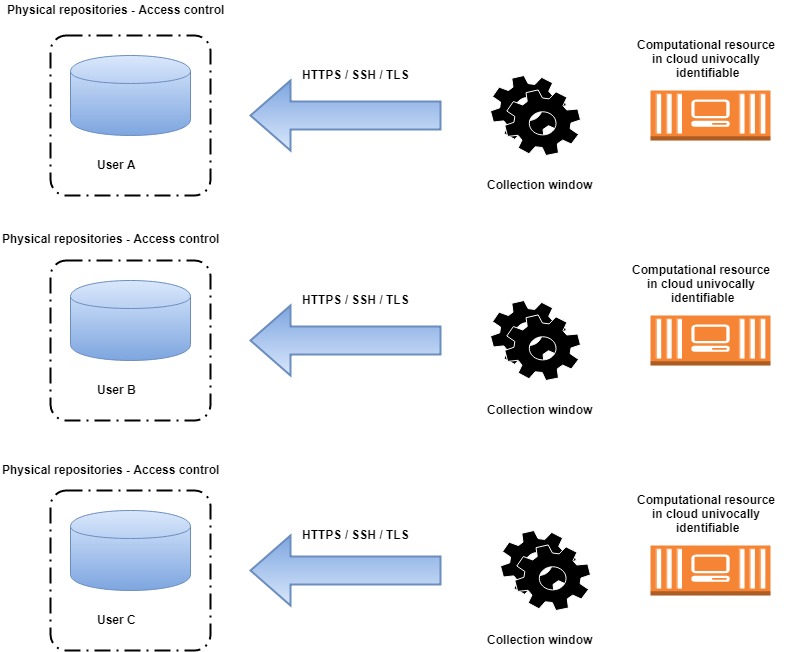 Physical repositories - Access control
HTTPS / SSH / TLS
Computational resource
in cloud univocally
identifiable
User A
Collection window
Physical repositories - Access control
HTTPS / SSH / TLS
Computational resource
in cloud univocally
identifiable
User B
Collection window
Physical repositories - Access control
HTTPS / SSH / TLS
Computational resource
in cloud univocally
identifiable
User C
Collection window